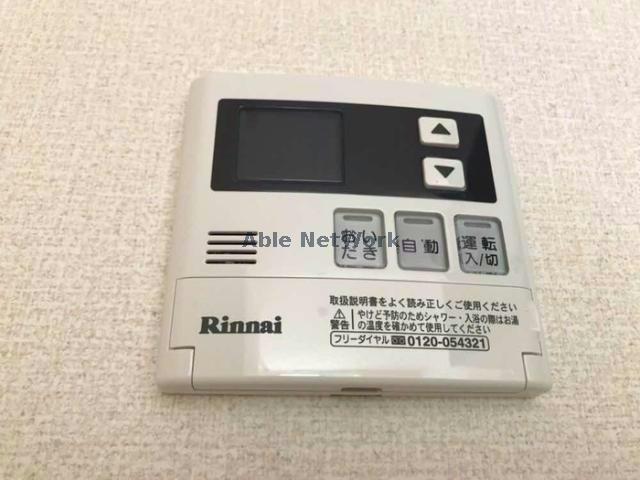 ▲
▼
おい
だき
自動
運転
入/切
Able NetWork
Rinnai
取扱説明書をよく読み正しくご使用ください
⚠警告
やけど予防のためシャワー・入浴の際はお湯
の温度を確かめて使用してください
フリーダイヤル 0120-054321